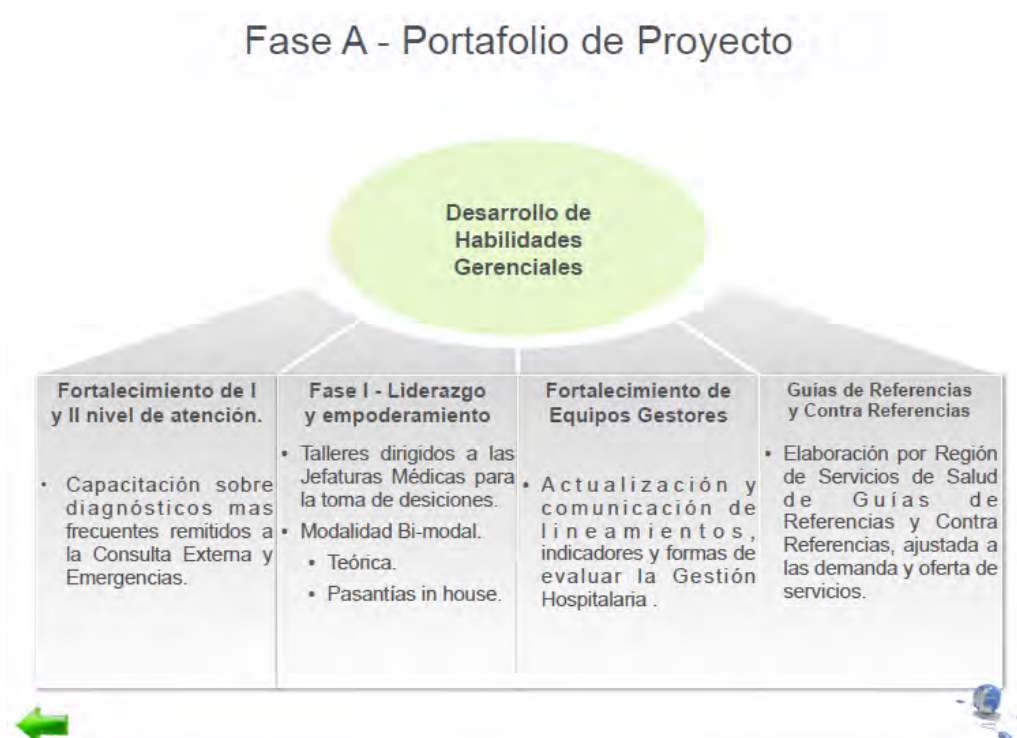 Fase A - Portafolio de Proyecto
Desarrollo de
Habilidades
Gerenciales
Fortalecimiento de I
y II nivel de atención.
• Capacitación sobre
diagnósticos mas
frecuentes remitidos a
la Consulta Externa y
Emergencias.
Fase I - Liderazgo
y empoderamiento
• Talleres dirigidos a las
Jefaturas Médicas para
la toma de desiciones.
• Modalidad Bi-modal.
• Teórica.
• Pasantías in house.
Fortalecimiento de
Equipos Gestores
• Actualización y
comunicación de
lineamientos,
indicadores y formas de
evaluar la Gestión
Hospitalaria .
Guías de Referencias
y Contra Referencias
• Elaboración por Región
de Servicios de Salud
de Guías de
Referencias y Contra
Referencias, ajustada a
las demanda y oferta de
servicios.